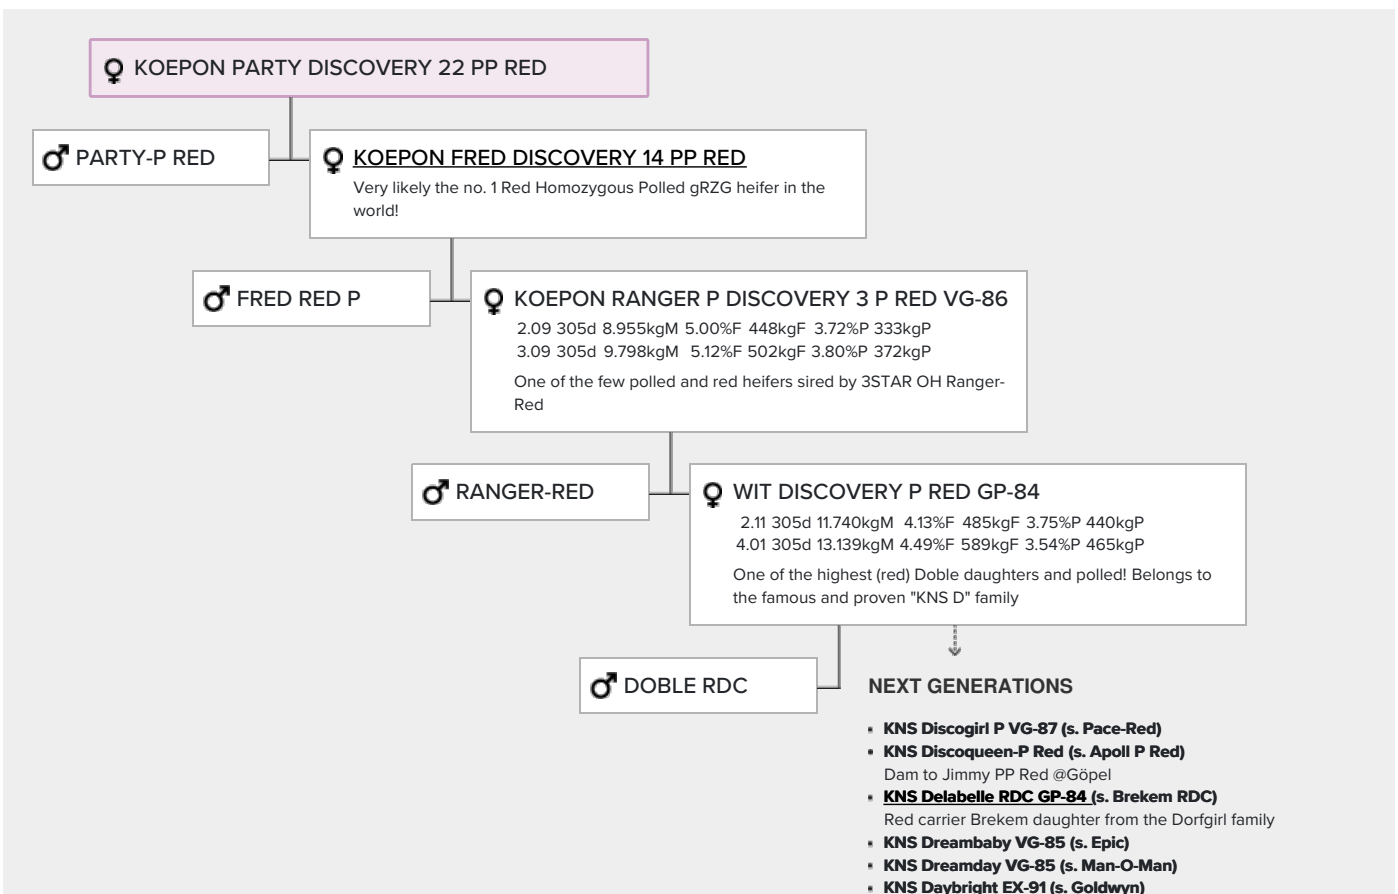 KOEPON PARTY DISCOVERY 22 PP RED
PARTY-P RED
KOEPON FRED DISCOVERY 14 PP RED
Very likely the no. 1 Red Homozygous Polled gRZG heifer in the
world!
FRED RED P
KOEPON RANGER P DISCOVERY 3 P RED VG-86
2.09 305d 8.955kgM 5.00%F 448kgF 3.72%P 333kgP
3.09 305d 9.798kgM 5.12%F 502kgF 3.80%P 372kgP
One of the few polled and red heifers sired by 3STAR OH Ranger-
Red
RANGER-RED
WIT DISCOVERY P RED GP-84
2.11 305d 11.740kgM 4.13%F 485kgF 3.75%P 440kgP
4.01 305d 13.139kgM 4.49%F 589kgF 3.54%P 465kgP
One of the highest (red) Doble daughters and polled! Belongs to
the famous and proven "KNS D" family
DOBLE RDC
NEXT GENERATIONS
KNS Discogirl P VG-87 (s. Pace-Red)
KNS Discoqueen-P Red (s. Apoll P Red)
Dam to Jimmy PP Red @Göpel
KNS Delabelle RDC GP-84 (s. Brekem RDC)
Red carrier Brekem daughter from the Dorfgirl family
KNS Dreambaby VG-85 (s. Epic)
KNS Dreamday VG-85 (s. Man-O-Man)
KNS Daybright EX-91 (s. Goldwyn)